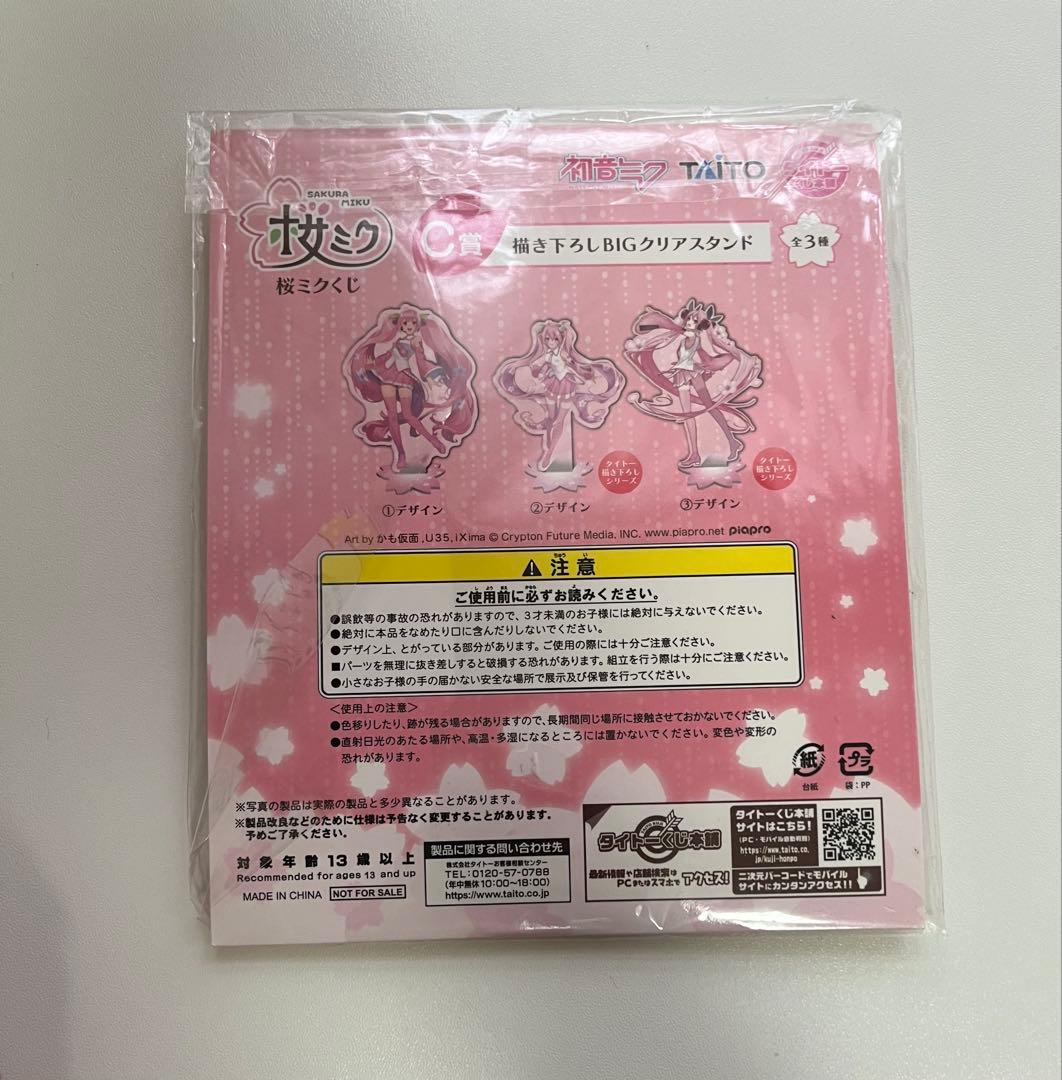 初音ミク TAITO タイトーくじ本舗
SAKURA MIKU
桜ミク
桜ミクくじ
C賞 描き下ろしBIGクリアスタンド 全3種
タイトー描き下ろしシリーズ
タイトー描き下ろしシリーズ
①デザイン ②デザイン ③デザイン
Art by かも仮面 ,U35, iXima © Crypton Future Media, INC. www.piapro.net piapro
注意
ご使用前に必ずお読みください。
●誤飲等の事故の恐れがありますので、3才未満のお子様には絶対に与えないでください。
●絶対に本品をなめたり口に含んだりしないでください。
●デザイン上、とがっている部分があります。ご使用の際には十分ご注意ください。
■パーツを無理に抜き差しすると破損する恐れがあります。組立を行う際は十分にご注意ください。
●小さなお子様の手の届かない安全な場所で展示及び保管を行ってください。
<使用上の注意>
●色移りしたり、跡が残る場合がありますので、長期間同じ場所に接触させておかないでください。
●直射日光のあたる場所や、高温・多湿になるところには置かないでください。変色や変形の
恐れがあります。
紙 プラ
台紙 袋:PP
※写真の製品は実際の製品と多少異なることがあります。
※製品改良などのために仕様は予告なく変更することがあります。
予めご了承ください。
対象年齢13歳以上
Recommended for ages 13 and up
MADE IN CHINA NOT FOR SALE
製品に関する問い合わせ先
株式会社タイトーお客様相談センター
TEL:0120-57-0788
(年中無休10:00〜18:00)
https://www.taito.co.jp
タイトーくじ本舗
最新情報や店舗検索は
PCまたはスマホで アクセス!
タイトーくじ本舗
サイトはこちら!
(PC・モバイル自動判別)
https://www.taito.co.
jp/kuji-honpo
二次元バーコードでモバイル
サイトにカンタンアクセス!!